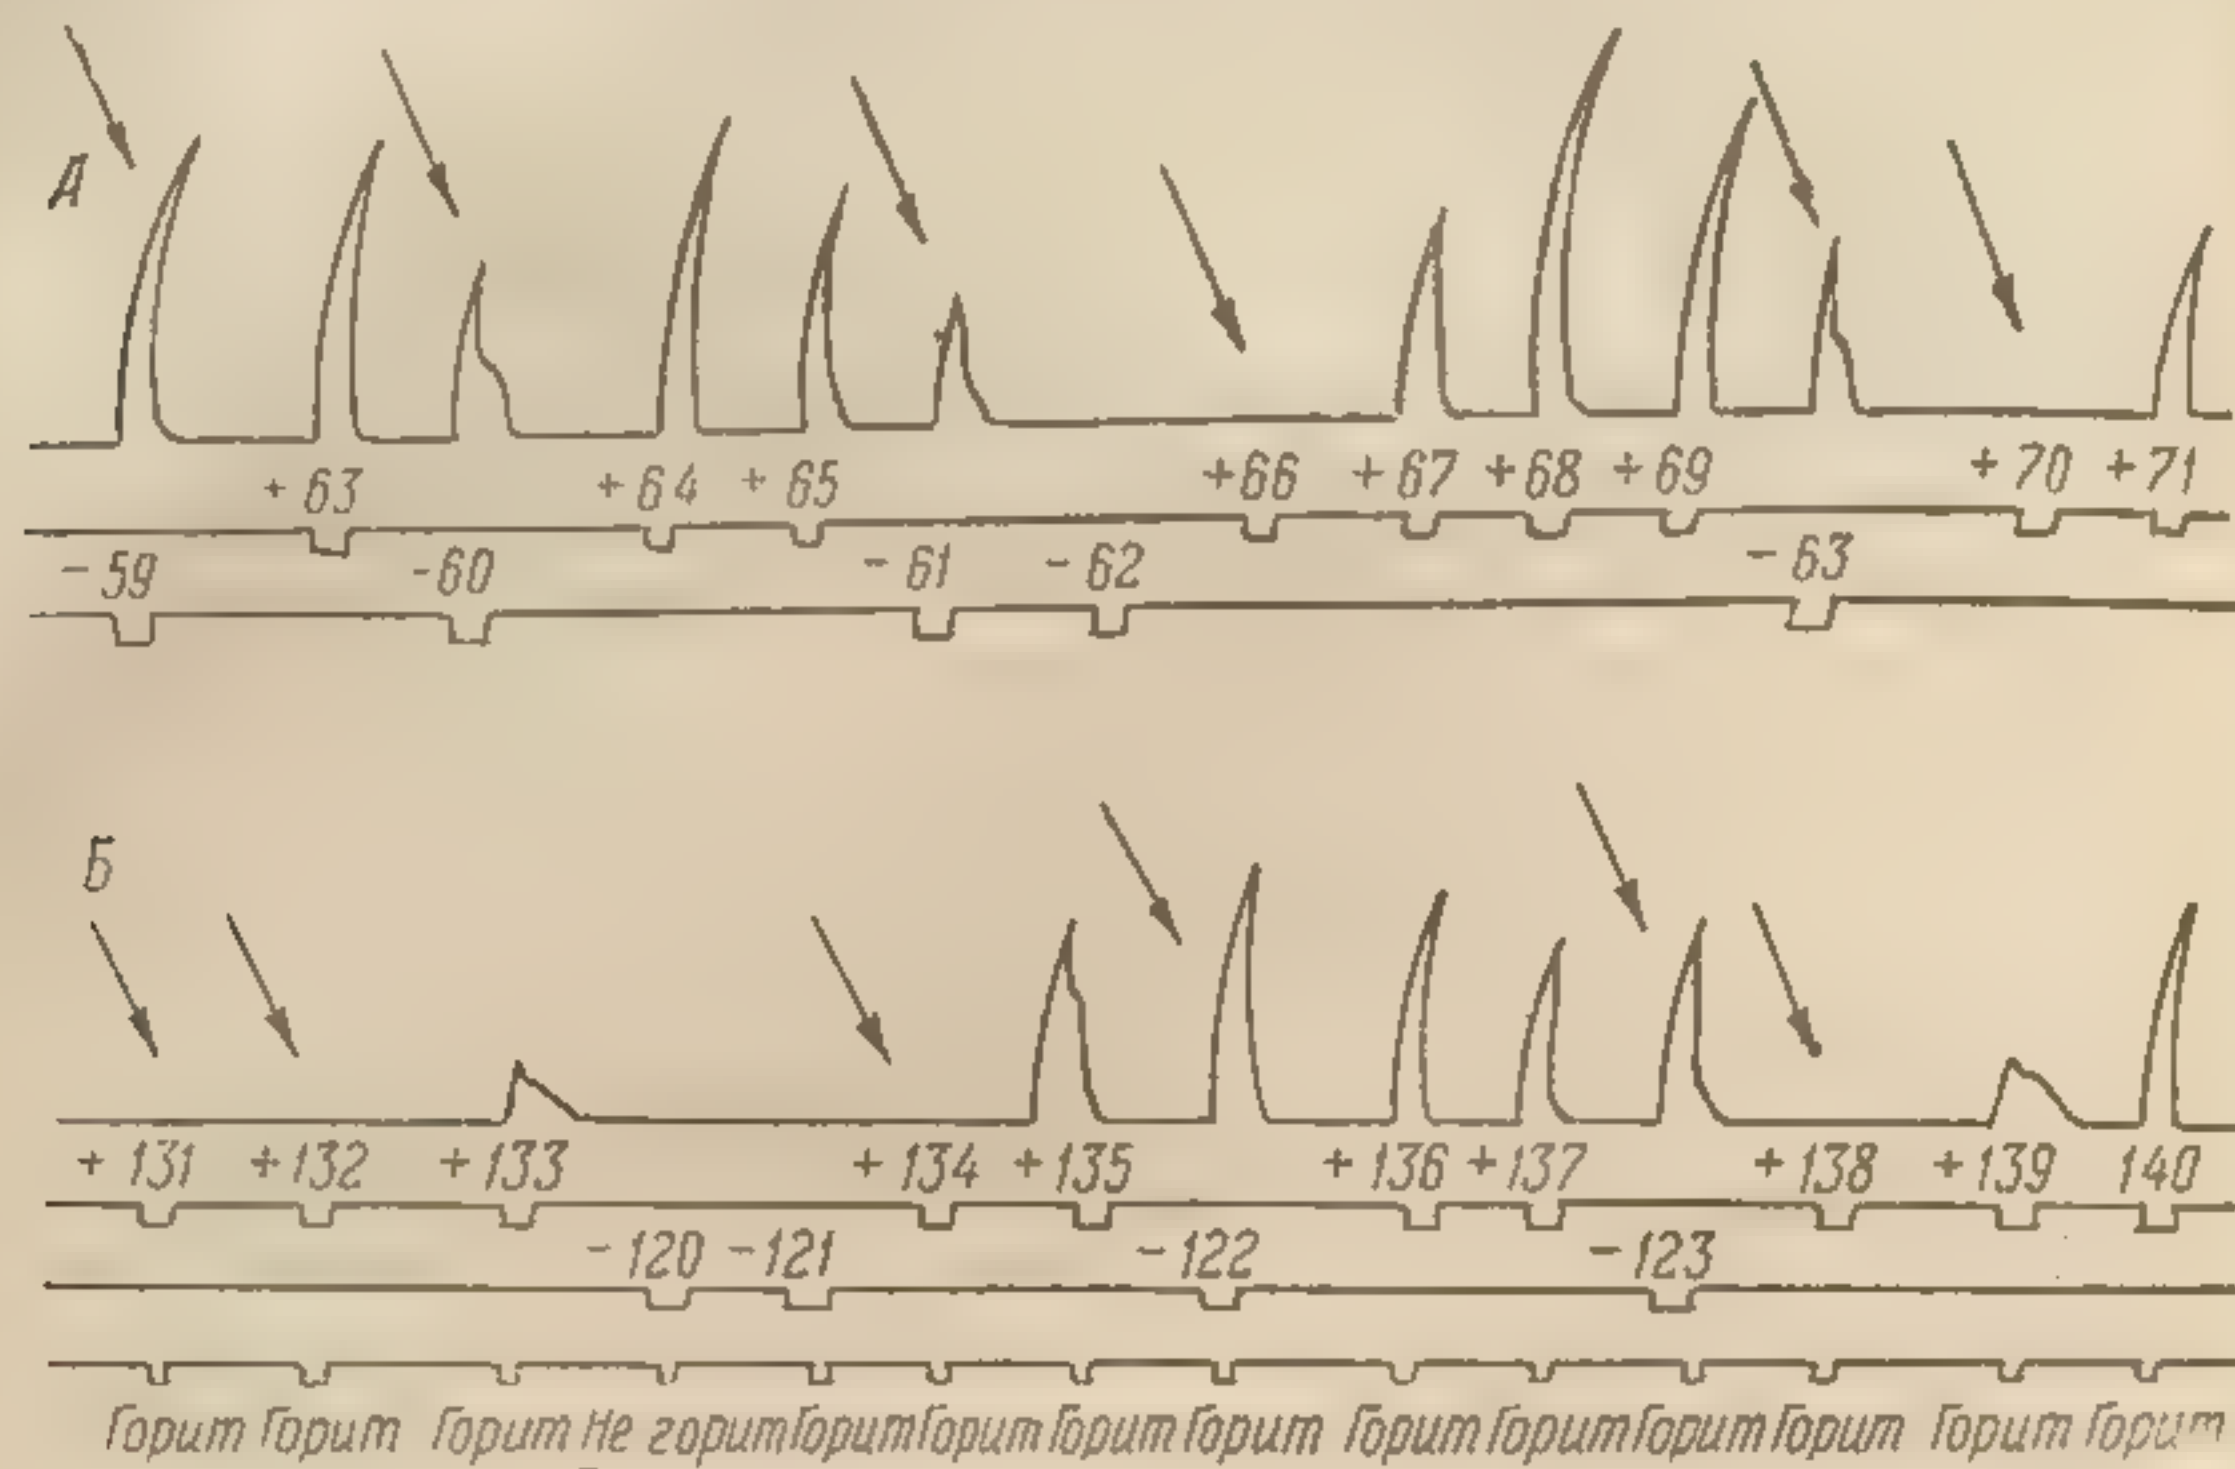 А
+ 63 + 64 + 65 + 66 + 67 + 68 + 69 + 70 + 71
- 59 - 60 - 61 - 62 - 63
Б
+ 131 + 132 + 133 + 134 + 135 + 136 + 137 + 138 + 139 140
- 120 - 121 - 122 - 123
Горит Горит Горит Не горит Горит Горит Горит Горит Горит Горит Горит Горит Горит Горит